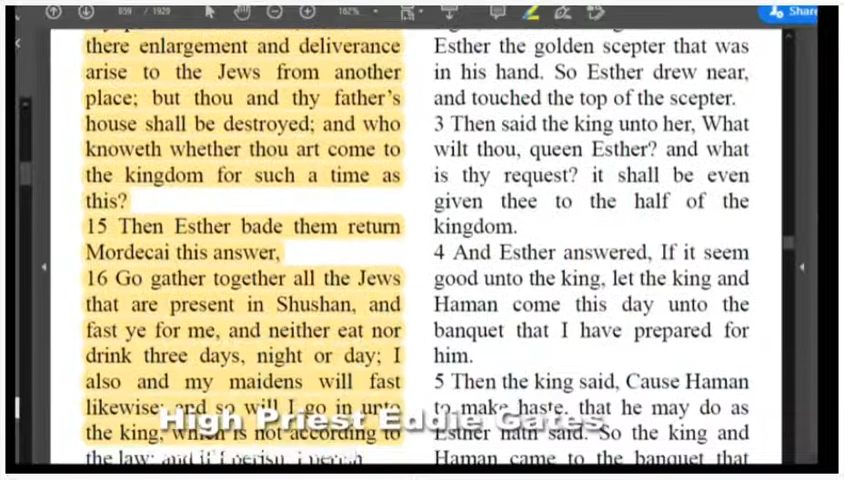 859 / 1929
162%
Share
there enlargement and deliverance
arise to the Jews from another
place; but thou and thy father's
house shall be destroyed; and who
knoweth whether thou art come to
the kingdom for such a time as
this?
15 Then Esther bade them return
Mordecai this answer,
16 Go gather together all the Jews
that are present in Shushan, and
fast ye for me, and neither eat nor
drink three days, night or day; I
also and my maidens will fast
likewise; and so will I go in unto
the king, which is not according to
the law: and if I perish, I perish
Esther the golden scepter that was
in his hand. So Esther drew near,
and touched the top of the scepter.
3 Then said the king unto her, What
wilt thou, queen Esther? and what
is thy request? it shall be even
given thee to the half of the
kingdom.
4 And Esther answered, If it seem
good unto the king, let the king and
Haman come this day unto the
banquet that I have prepared for
him.
5 Then the king said, Cause Haman
to make haste, that he may do as
Esther hath said. So the king and
Haman came to the banquet that
High Priest Eddie Gates